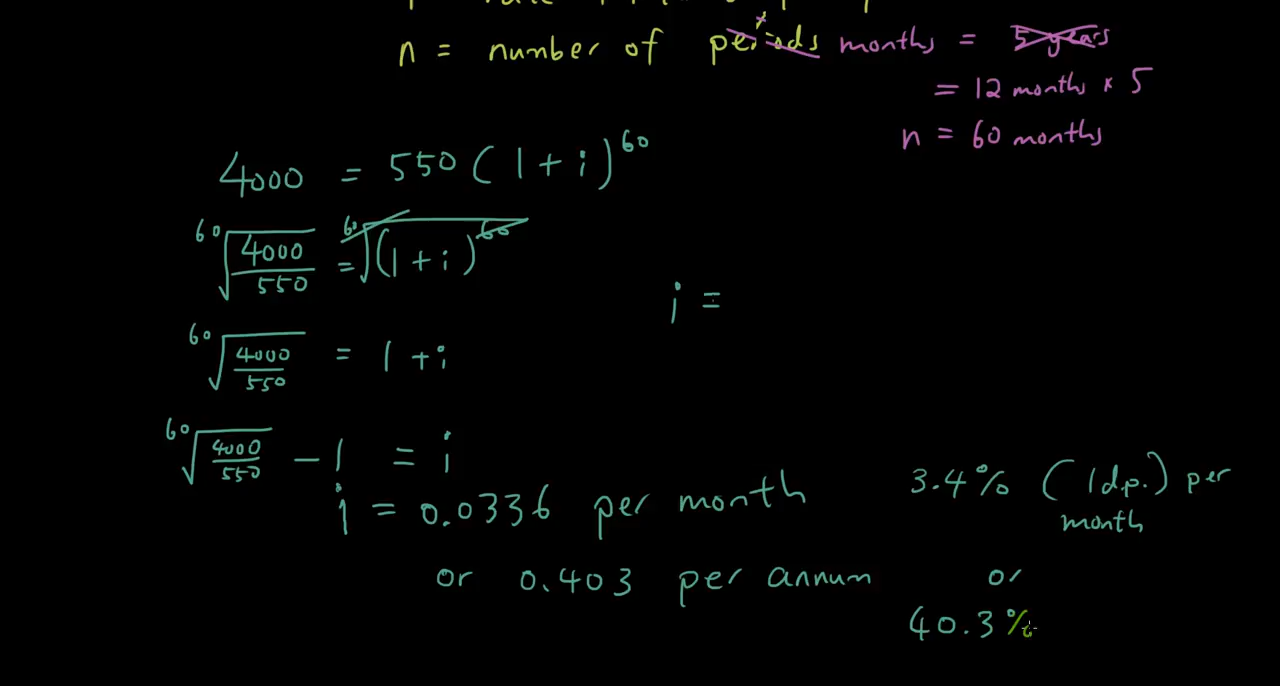 n = number of periods months = 5 years
= 12 months × 5
n = 60 months
4000 = 550 (1 + i)^60
60√(4000/550) = 60√(1 + i)^60
i =
60√(4000/550) = 1 + i
60√(4000/550) − 1 = i
3.4% (1 d.p.) per
month
i = 0.0336 per month
or 0.403 per annum or
40.3%